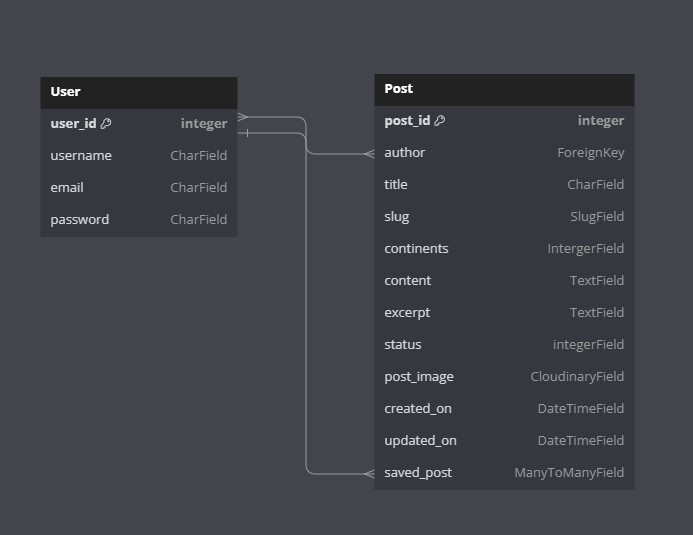 User
user_id integer
username CharField
email CharField
password CharField
Post
post_id integer
author ForeignKey
title CharField
slug SlugField
continents IntergerField
content TextField
excerpt TextField
status integerField
post_image CloudinaryField
created_on DateTimeField
updated_on DateTimeField
saved_post ManyToManyField